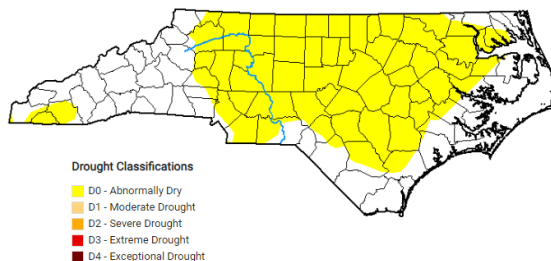 Drought Classifications
D0 - Abnormally Dry
D1 - Moderate Drought
D2 - Severe Drought
D3 - Extreme Drought
D4 - Exceptional Drought